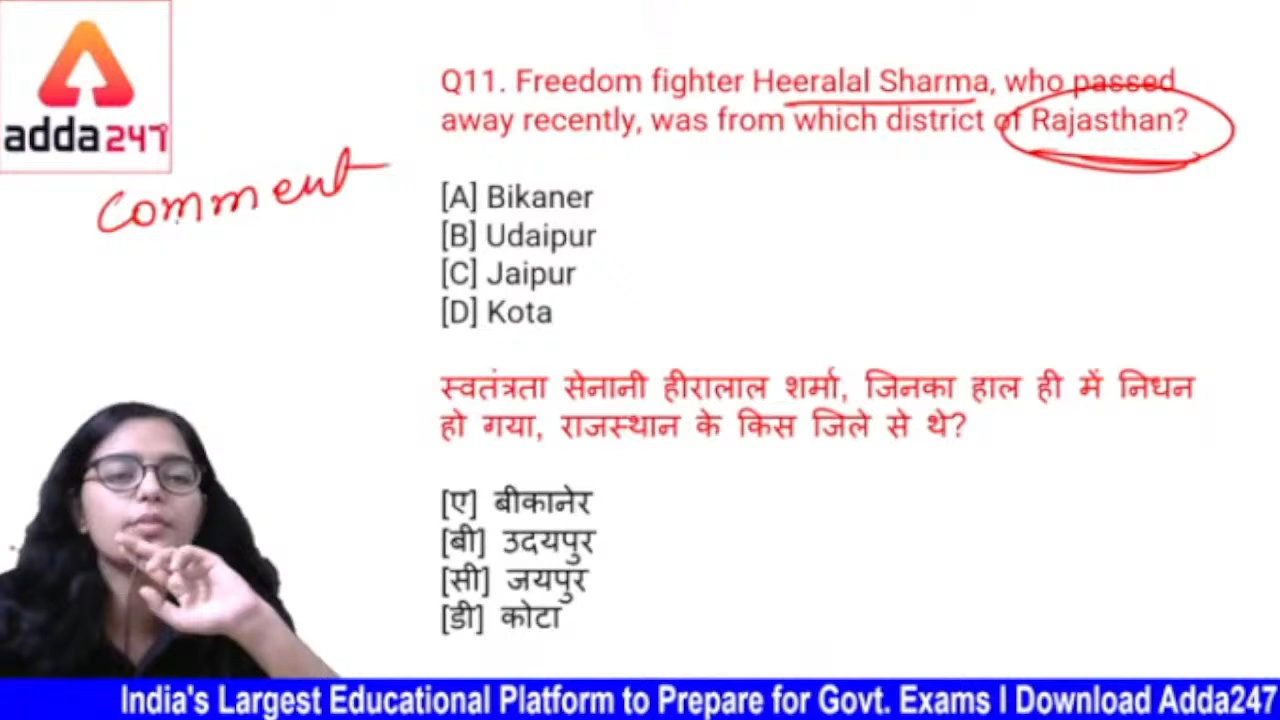 adda247
Q11. Freedom fighter Heeralal Sharma, who passed
away recently, was from which district of Rajasthan?
comment
[A] Bikaner
[B] Udaipur
[C] Jaipur
[D] Kota
स्वतंत्रता सेनानी हीरालाल शर्मा, जिनका हाल ही में निधन
हो गया, राजस्थान के किस जिले से थे?
[ए] बीकानेर
[बी] उदयपुर
[सी] जयपुर
[डी] कोटा
India's Largest Educational Platform to Prepare for Govt. Exams I Download Adda247